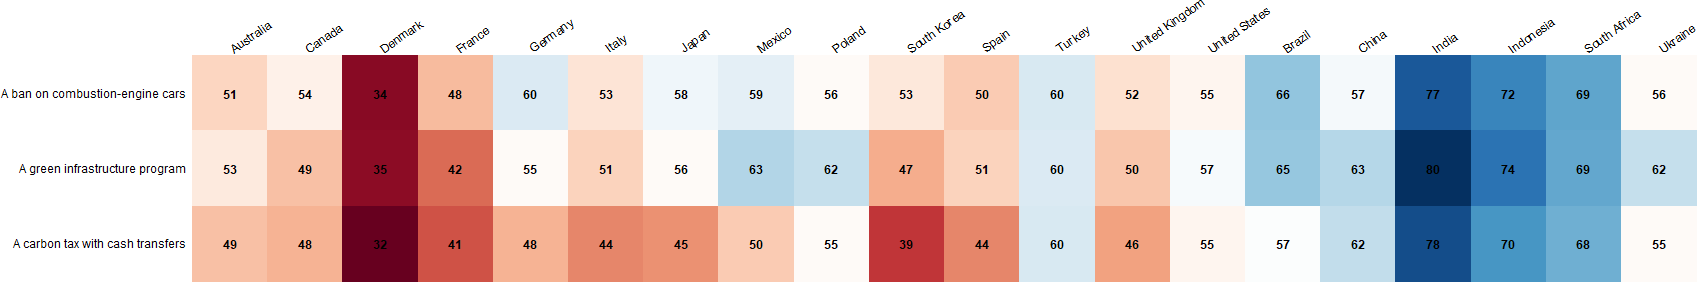 Australia Canada Denmark France Germany Italy Japan Mexico Poland South Korea Spain Turkey United Kingdom United States Brazil China India Indonesia South Africa Ukraine
A ban on combustion-engine cars 51 54 34 48 60 53 58 59 56 53 50 60 52 55 66 57 77 72 69 56
A green infrastructure program 53 49 35 42 55 51 56 63 62 47 51 60 50 57 65 63 80 74 69 62
A carbon tax with cash transfers 49 48 32 41 48 44 45 50 55 39 44 60 46 55 57 62 78 70 68 55